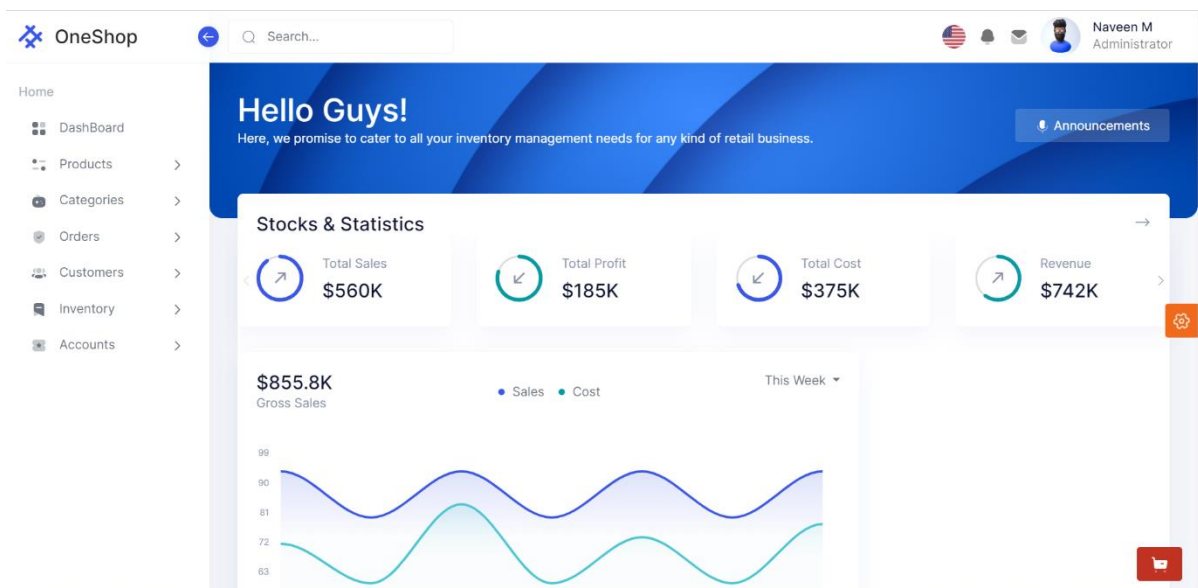 OneShop
Search...
Naveen M
Administrator
Home
DashBoard
Products
Categories
Orders
Customers
Inventory
Accounts
Hello Guys!
Here, we promise to cater to all your inventory management needs for any kind of retail business.
Announcements
Stocks & Statistics
Total Sales
$560K
Total Profit
$185K
Total Cost
$375K
Revenue
$742K
$855.8K
Gross Sales
Sales Cost
This Week
99
90
81
72
63